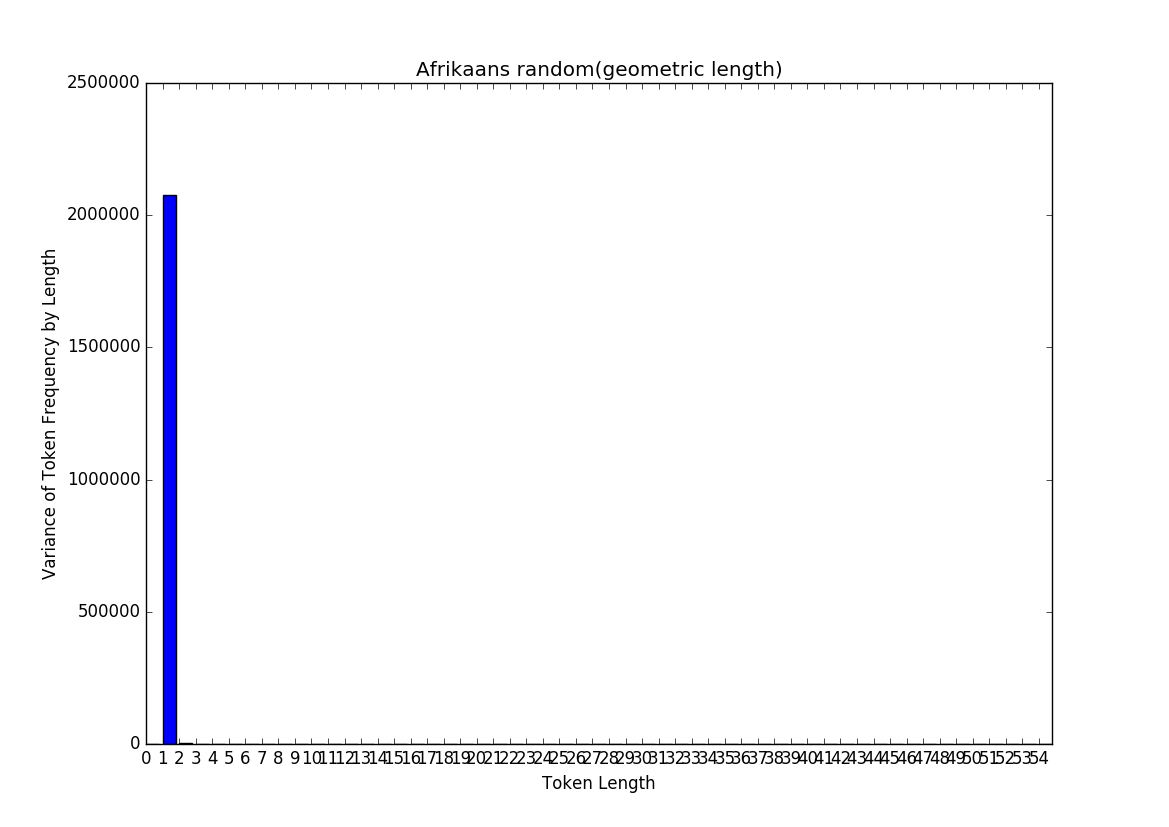 Afrikaans random(geometric length)
2500000
2000000
1500000
1000000
500000
0
Variance of Token Frequency by Length
0 1 2 3 4 5 6 7 8 9 10 11 12 13 14 15 16 17 18 19 20 21 22 23 24 25 26 27 28 29 30 31 32 33 34 35 36 37 38 39 40 41 42 43 44 45 46 47 48 49 50 51 52 53 54
Token Length